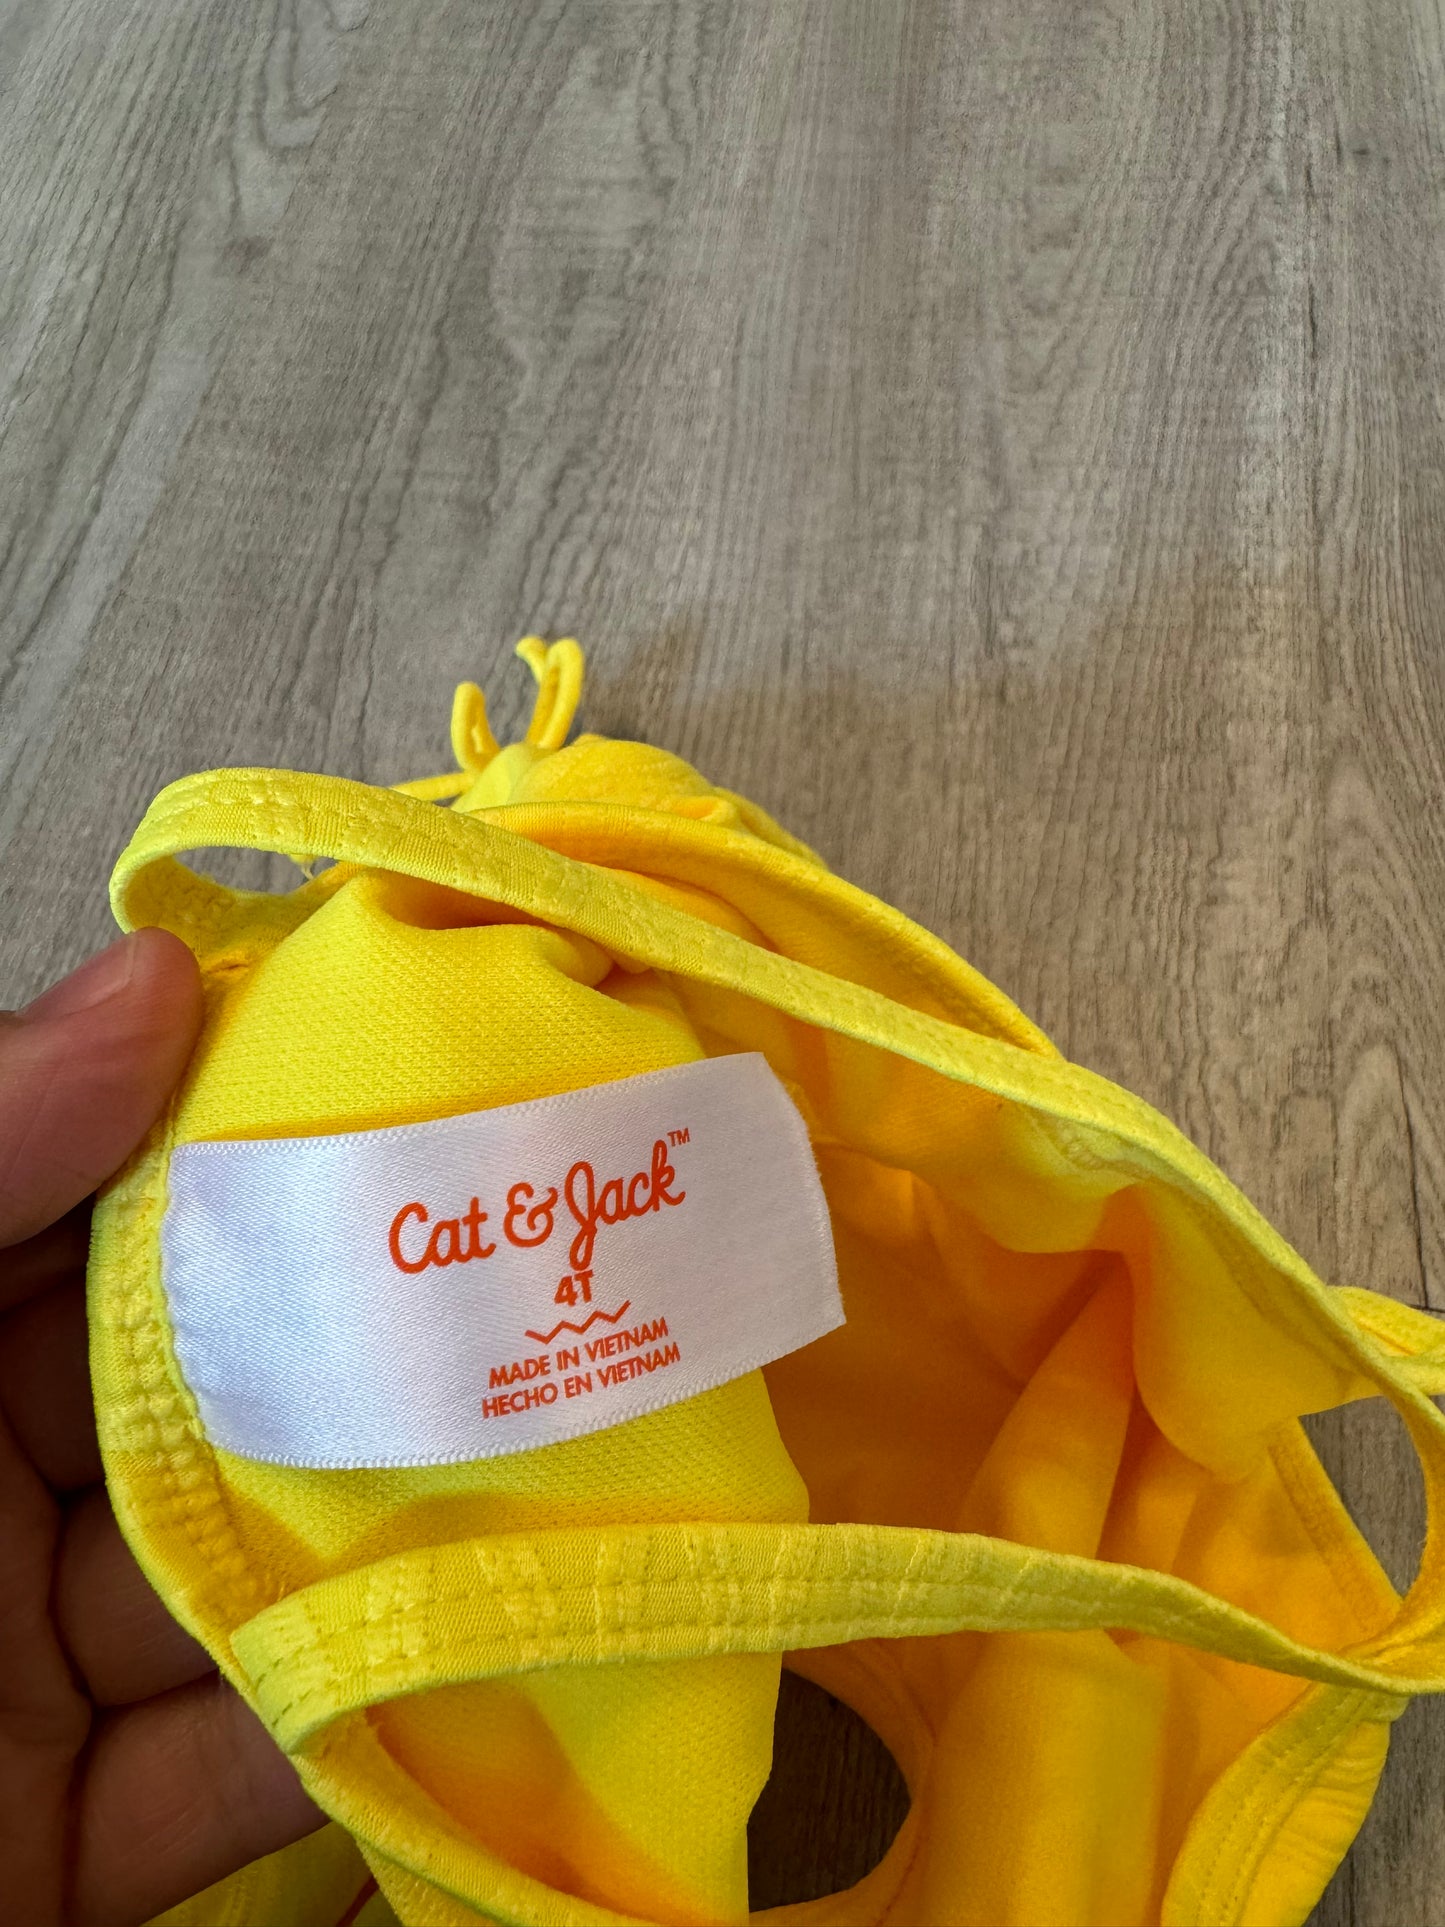 Cat & Jack™
4T
MADE IN VIETNAM
HECHO EN VIETNAM